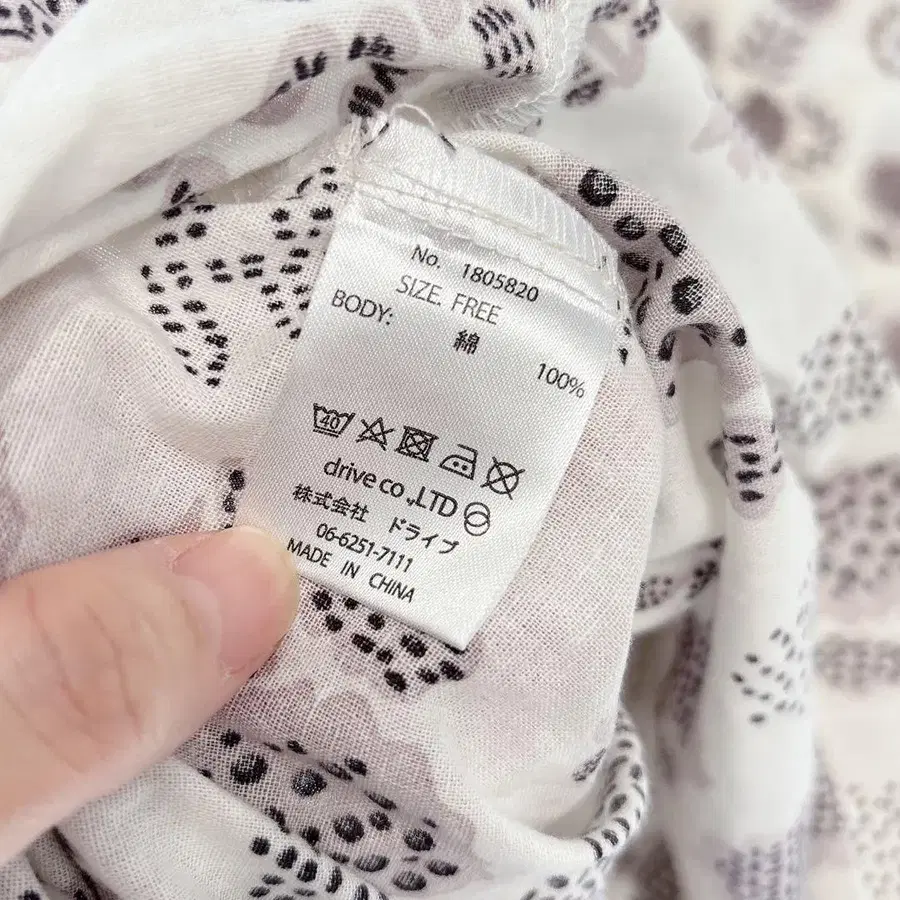 No. 1805820
SIZE. FREE
BODY:
綿 100%
40
drive co.,LTD
株式会社 ドライブ
06-6251-7111
MADE IN CHINA